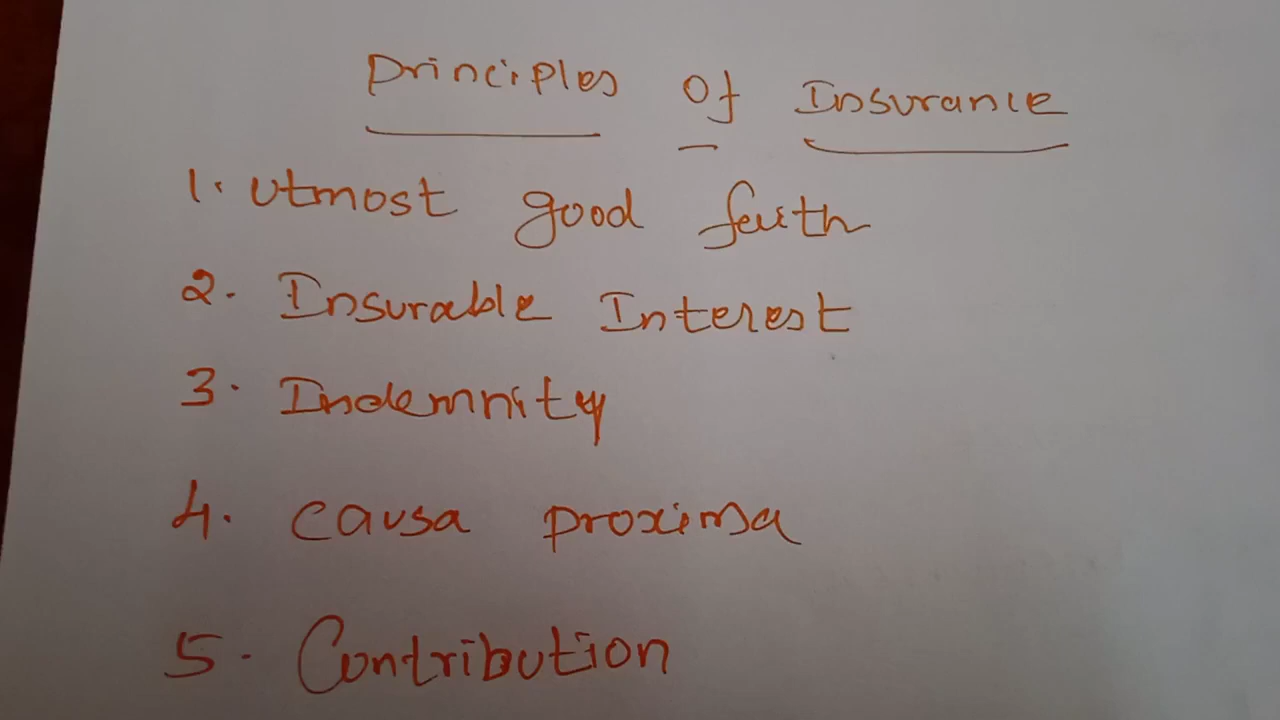 Principles Of Insurance
1. Utmost good faith
2. Insurable Interest
3. Indemnity
4. Causa proxima
5. Contribution